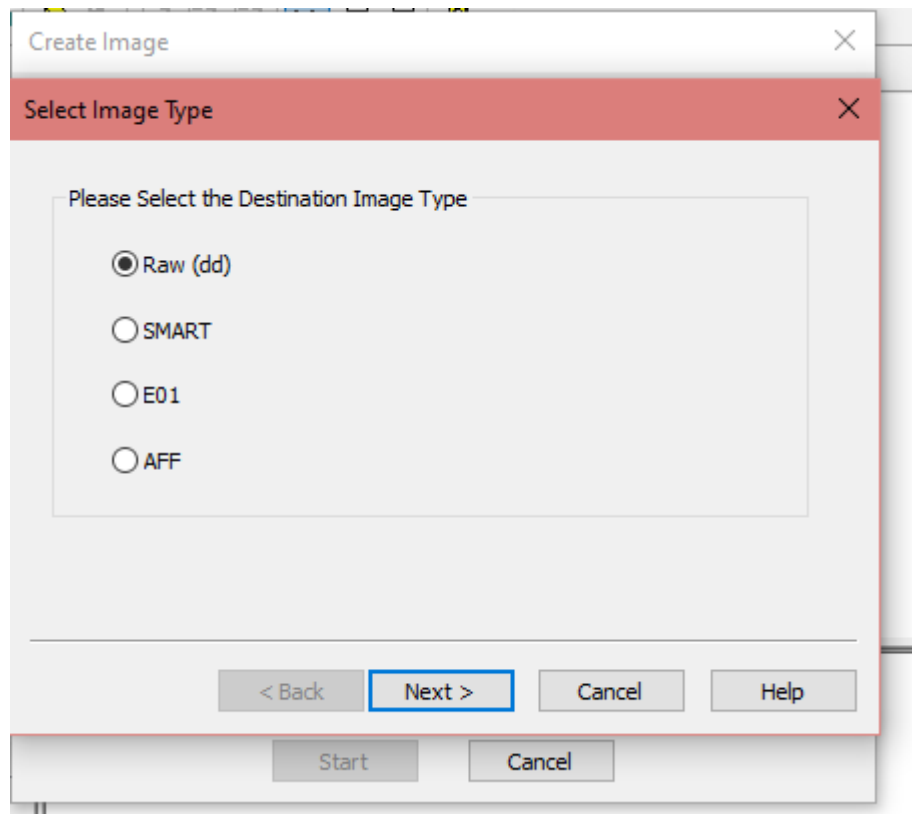 Create Image
Select Image Type
Please Select the Destination Image Type
Raw (dd)
SMART
E01
AFF
< Back Next > Cancel Help
Start Cancel